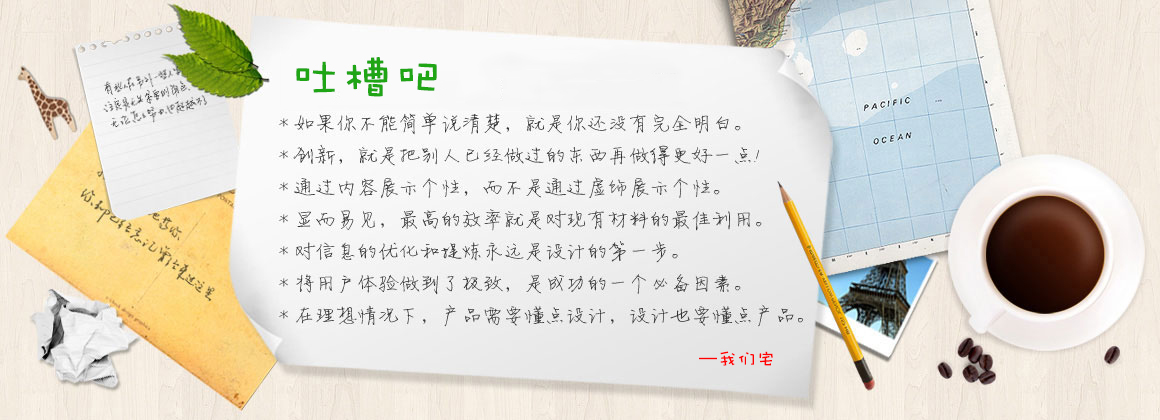 吐槽吧
*如果你不能简单说清楚，就是你还没有完全明白。
*创新，就是把别人已经做过的东西再做得更好一点！
*通过内容展示个性，而不是通过虚饰展示个性。
*显而易见，最高的效率就是对现有材料的最佳利用。
*对信息的优化和提炼永远是设计的第一步。
*将用户体验做到了极致，是成功的一个必备因素。
*在理想情况下，产品需要懂点设计，设计也要懂点产品。
—我们宅
PACIFIC
OCEAN